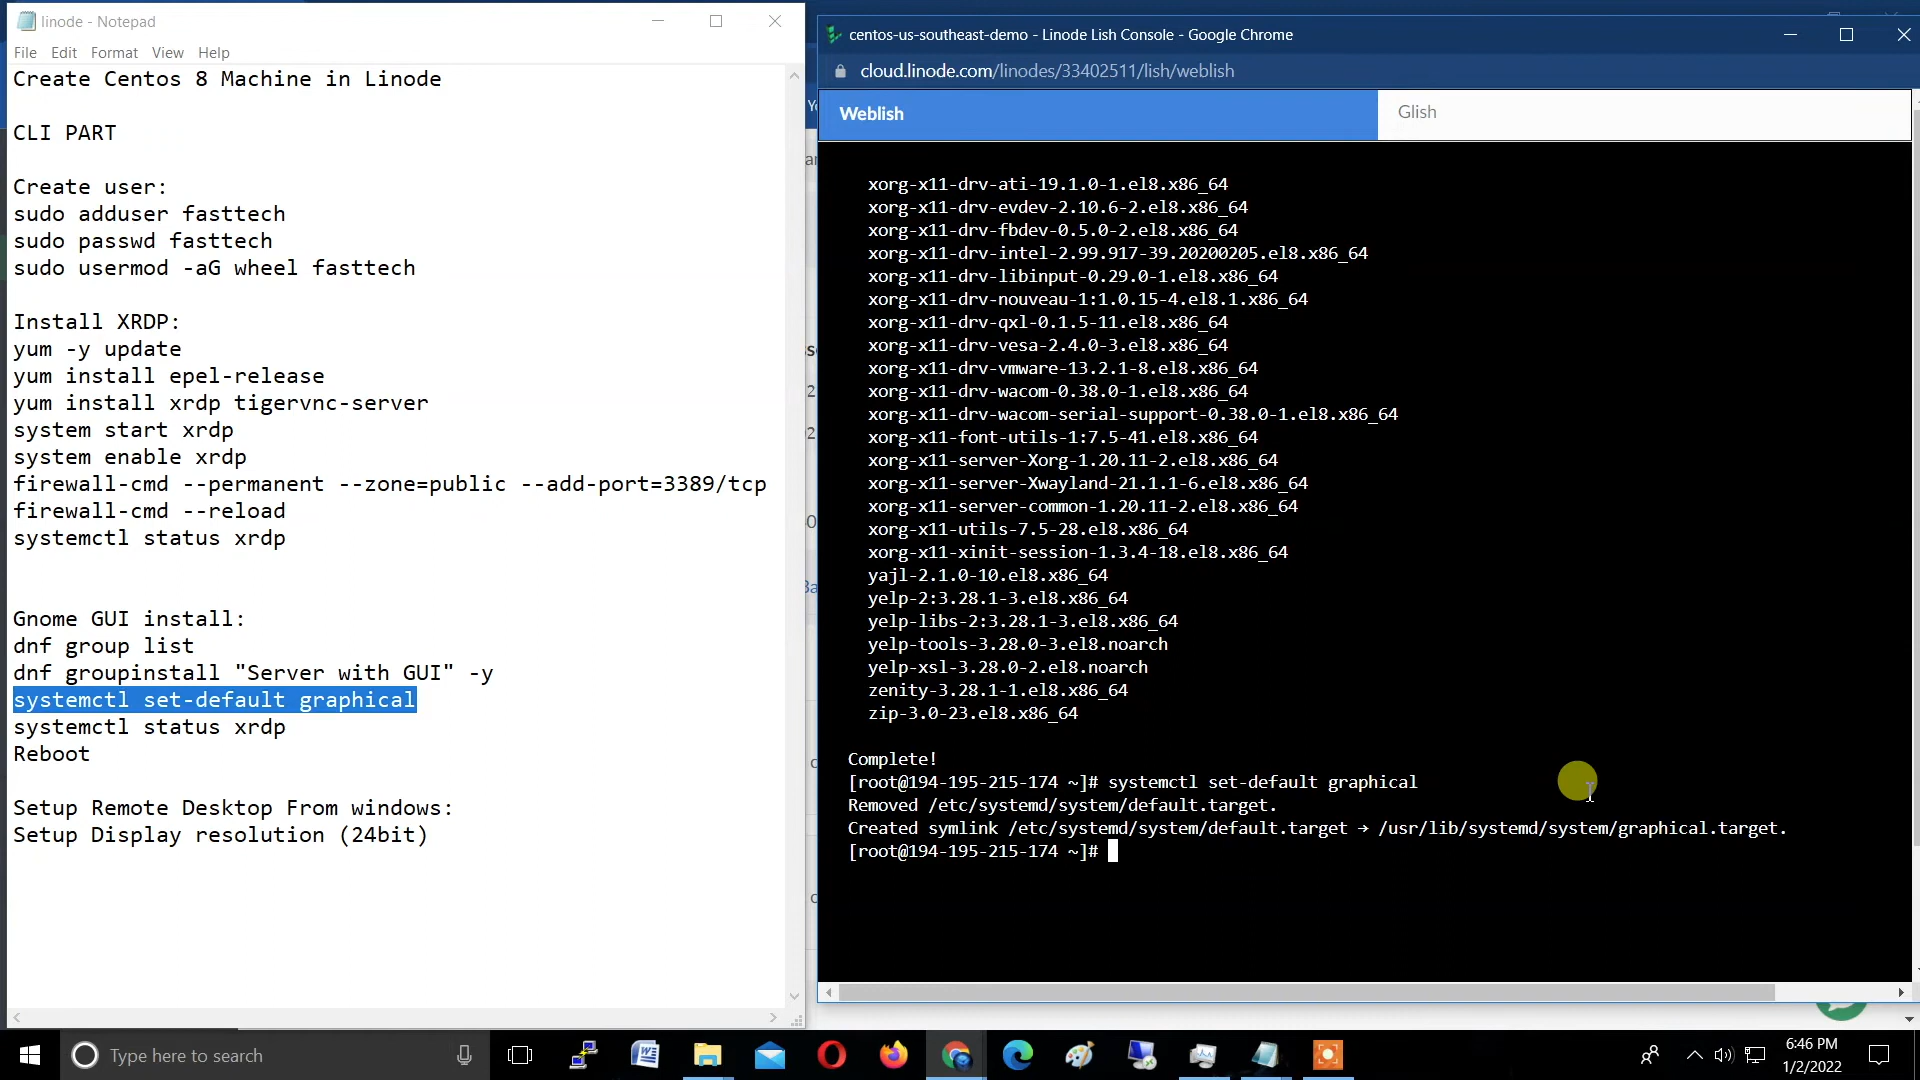 linode - Notepad
File Edit Format View Help
Create Centos 8 Machine in Linode
CLI PART
Create user:
sudo adduser fasttech
sudo passwd fasttech
sudo usermod -aG wheel fasttech
Install XRDP:
yum -y update
yum install epel-release
yum install xrdp tigervnc-server
system start xrdp
system enable xrdp
firewall-cmd --permanent --zone=public --add-port=3389/tcp
firewall-cmd --reload
systemctl status xrdp
Gnome GUI install:
dnf group list
dnf groupinstall "Server with GUI" -y
systemctl set-default graphical
systemctl status xrdp
Reboot
Setup Remote Desktop From windows:
Setup Display resolution (24bit)
centos-us-southeast-demo - Linode Lish Console - Google Chrome
cloud.linode.com/linodes/33402511/lish/weblish
Weblish Glish
xorg-x11-drv-ati-19.1.0-1.el8.x86_64
xorg-x11-drv-evdev-2.10.6-2.el8.x86_64
xorg-x11-drv-fbdev-0.5.0-2.el8.x86_64
xorg-x11-drv-intel-2.99.917-39.20200205.el8.x86_64
xorg-x11-drv-libinput-0.29.0-1.el8.x86_64
xorg-x11-drv-nouveau-1:1.0.15-4.el8.1.x86_64
xorg-x11-drv-qxl-0.1.5-11.el8.x86_64
xorg-x11-drv-vesa-2.4.0-3.el8.x86_64
xorg-x11-drv-vmware-13.2.1-8.el8.x86_64
xorg-x11-drv-wacom-0.38.0-1.el8.x86_64
xorg-x11-drv-wacom-serial-support-0.38.0-1.el8.x86_64
xorg-x11-font-utils-1:7.5-41.el8.x86_64
xorg-x11-server-Xorg-1.20.11-2.el8.x86_64
xorg-x11-server-Xwayland-21.1.1-6.el8.x86_64
xorg-x11-server-common-1.20.11-2.el8.x86_64
xorg-x11-utils-7.5-28.el8.x86_64
xorg-x11-xinit-session-1.3.4-18.el8.x86_64
yajl-2.1.0-10.el8.x86_64
yelp-2:3.28.1-3.el8.x86_64
yelp-libs-2:3.28.1-3.el8.x86_64
yelp-tools-3.28.0-3.el8.noarch
yelp-xsl-3.28.0-2.el8.noarch
zenity-3.28.1-1.el8.x86_64
zip-3.0-23.el8.x86_64
Complete!
[root@194-195-215-174 ~]# systemctl set-default graphical
Removed /etc/systemd/system/default.target.
Created symlink /etc/systemd/system/default.target → /usr/lib/systemd/system/graphical.target.
[root@194-195-215-174 ~]#
Type here to search
6:46 PM
1/2/2022